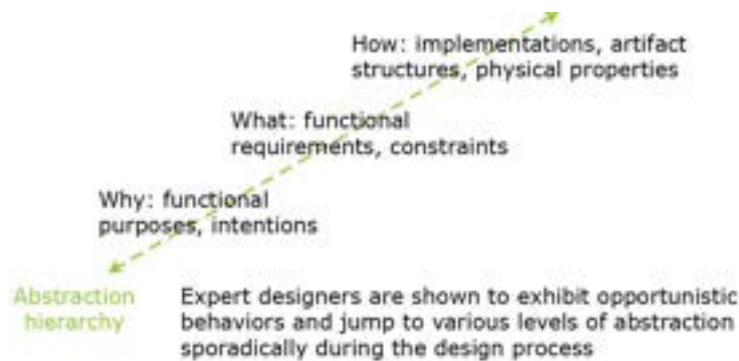 How: implementations, artifact
structures, physical properties
What: functional
requirements, constraints
Why: functional
purposes, intentions
Abstraction
hierarchy
Expert designers are shown to exhibit opportunistic
behaviors and jump to various levels of abstraction
sporadically during the design process